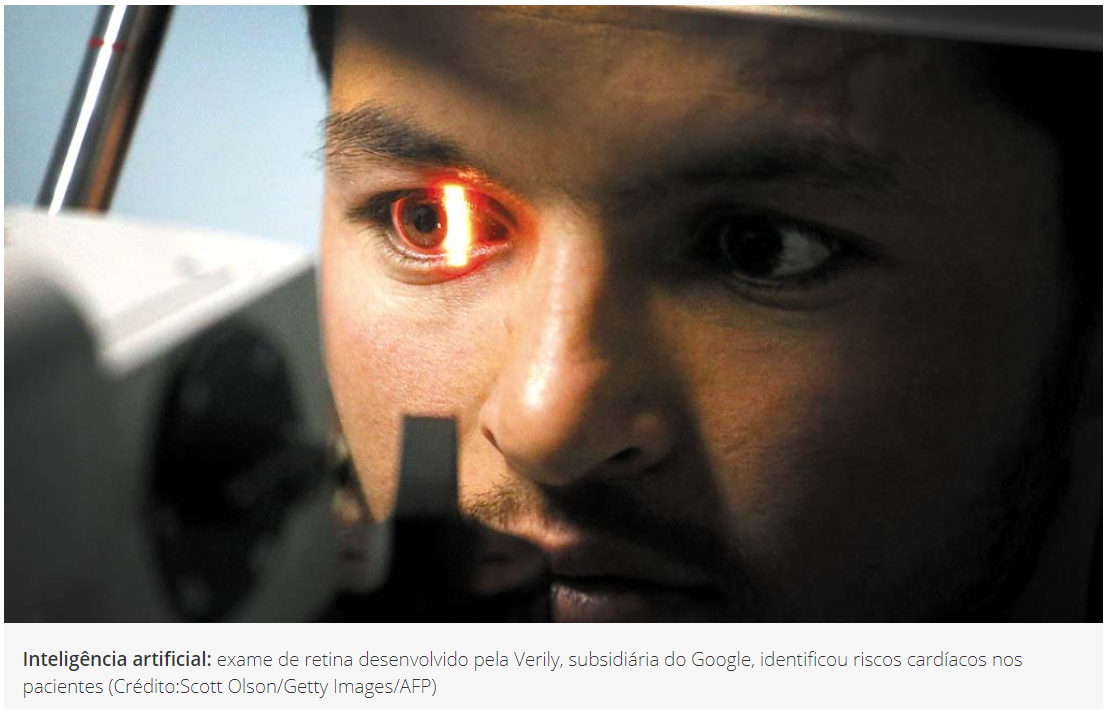 Inteligência artificial: exame de retina desenvolvido pela Verily, subsidiária do Google, identificou riscos cardíacos nos
pacientes (Crédito:Scott Olson/Getty Images/AFP)